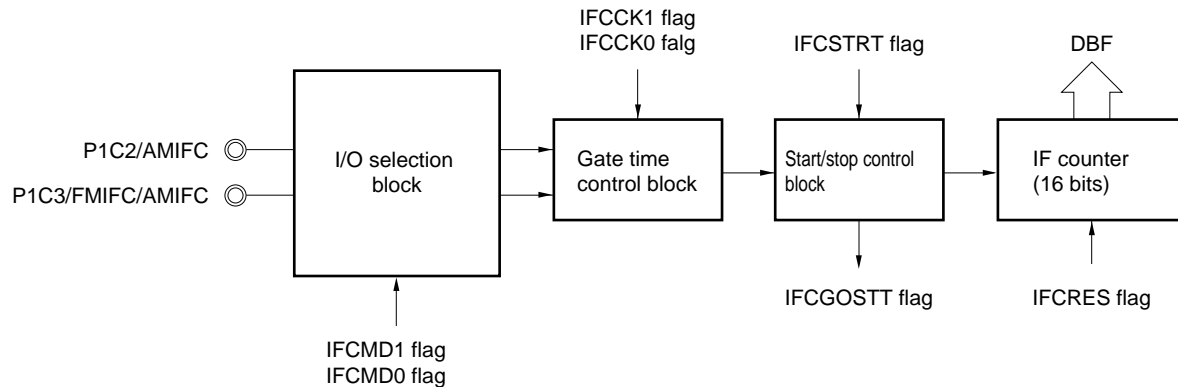 IFCCK1 flag
IFCCK0 falg
IFCSTRT flag
DBF
P1C2/AMIFC
P1C3/FMIFC/AMIFC
I/O selection
block
Gate time
control block
Start/stop control
block
IF counter
(16 bits)
IFCGOSTT flag
IFCRES flag
IFCMD1 flag
IFCMD0 flag